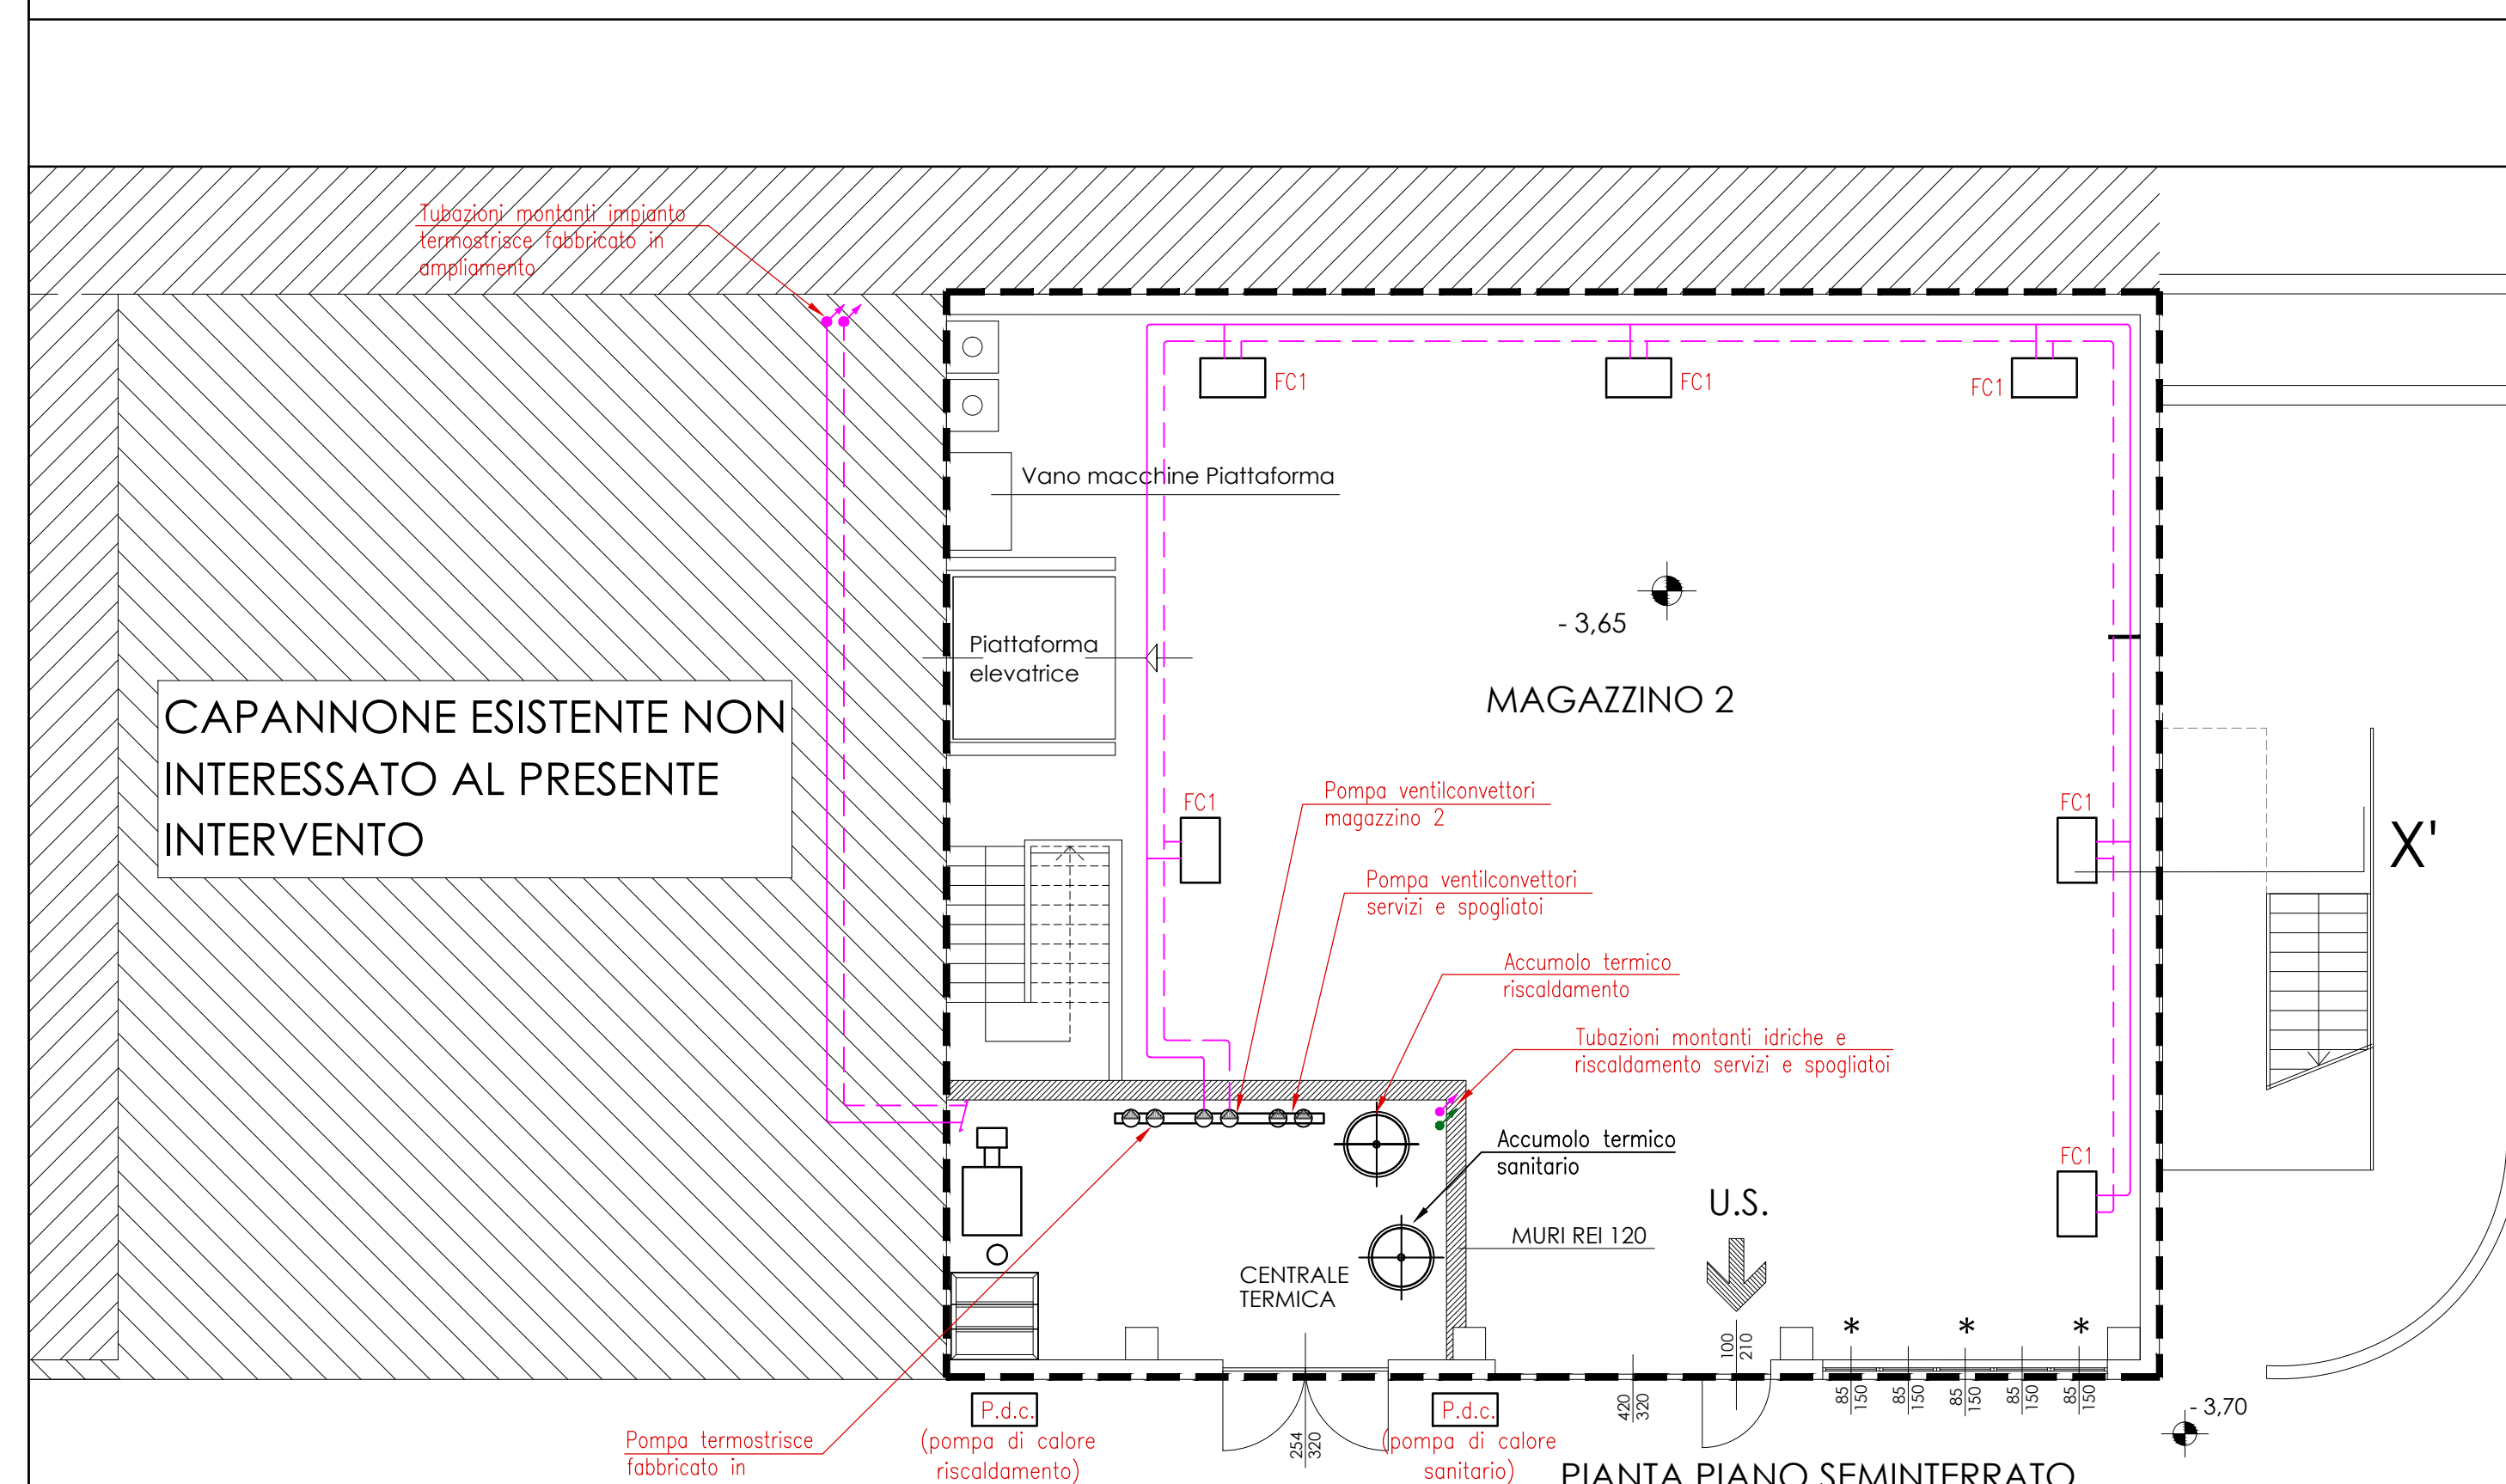 Tubazioni montanti impianto
termostrisce fabbricato in
ampliamento
FC1
FC1
FC1
Vano macchine Piattaforma
- 3,65
Piattaforma
elevatrice
MAGAZZINO 2
CAPANNONE ESISTENTE NON
INTERESSATO AL PRESENTE
INTERVENTO
Pompa ventilconvettori
magazzino 2
FC1
FC1
X'
Pompa ventilconvettori
servizi e spogliatoi
Accumolo termico
riscaldamento
Tubazioni montanti idriche e
riscaldamento servizi e spogliatoi
Accumolo termico
sanitario
FC1
U.S.
MURI REI 120
CENTRALE
TERMICA
* * *
100
210
85
150
85
150
85
150
85
150
85
150
420
320
254
320
- 3,70
P.d.c.
(pompa di calore
riscaldamento)
P.d.c.
(pompa di calore
sanitario)
Pompa termostrisce
fabbricato in
PIANTA PIANO SEMINTERRATO